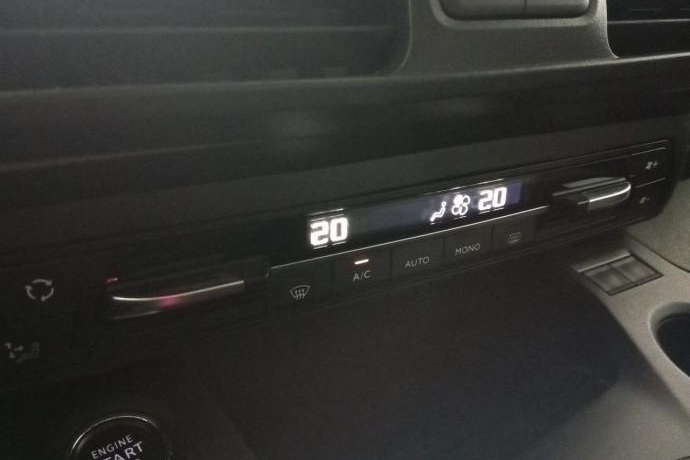 20 20
A/C AUTO MONO
ENGINE
START